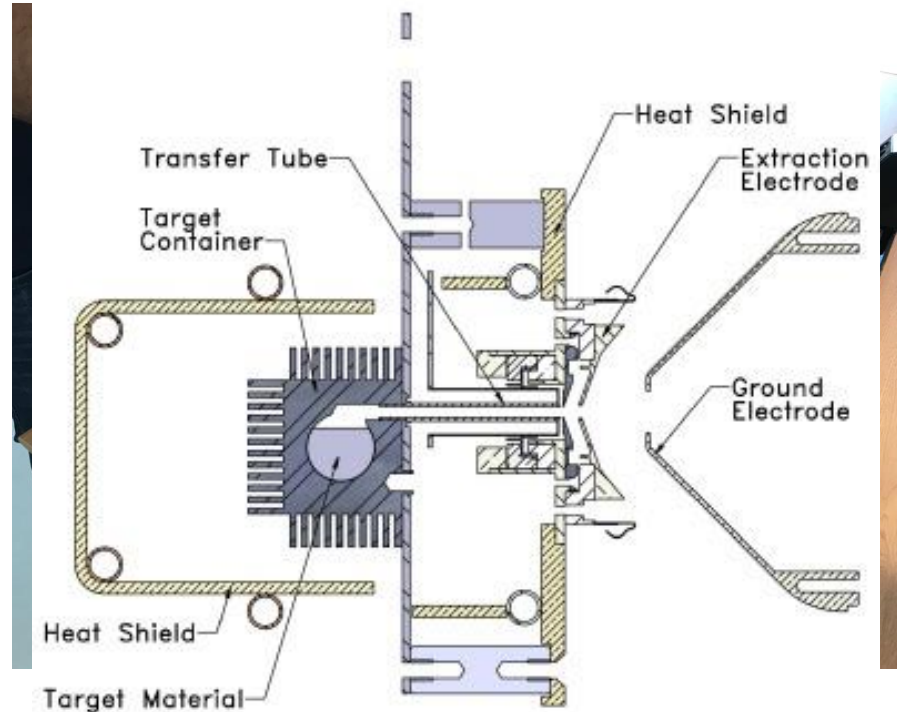 Heat Shield
Transfer Tube
Extraction
Electrode
Target
Container
Ground
Electrode
Heat Shield
Target Material